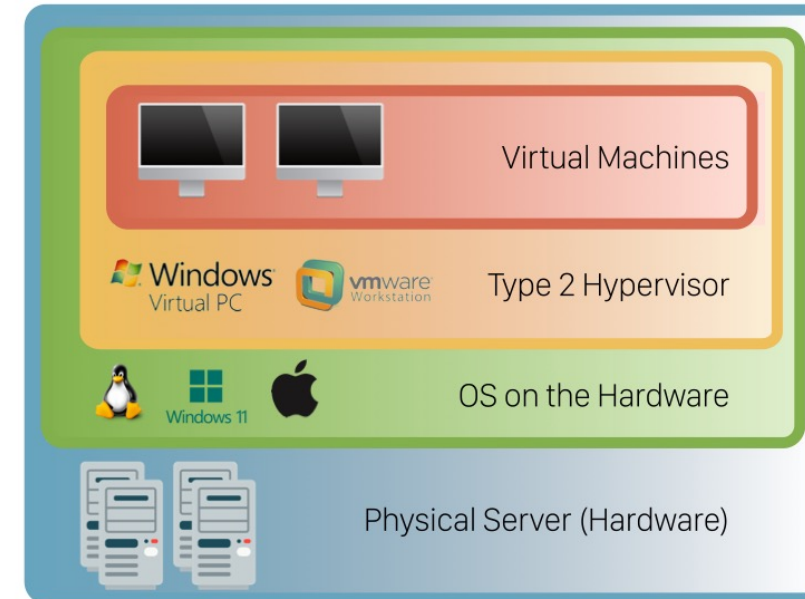 Virtual Machines
Windows
Virtual PC
vmware
Workstation
Type 2 Hypervisor
Windows 11
OS on the Hardware
Physical Server (Hardware)